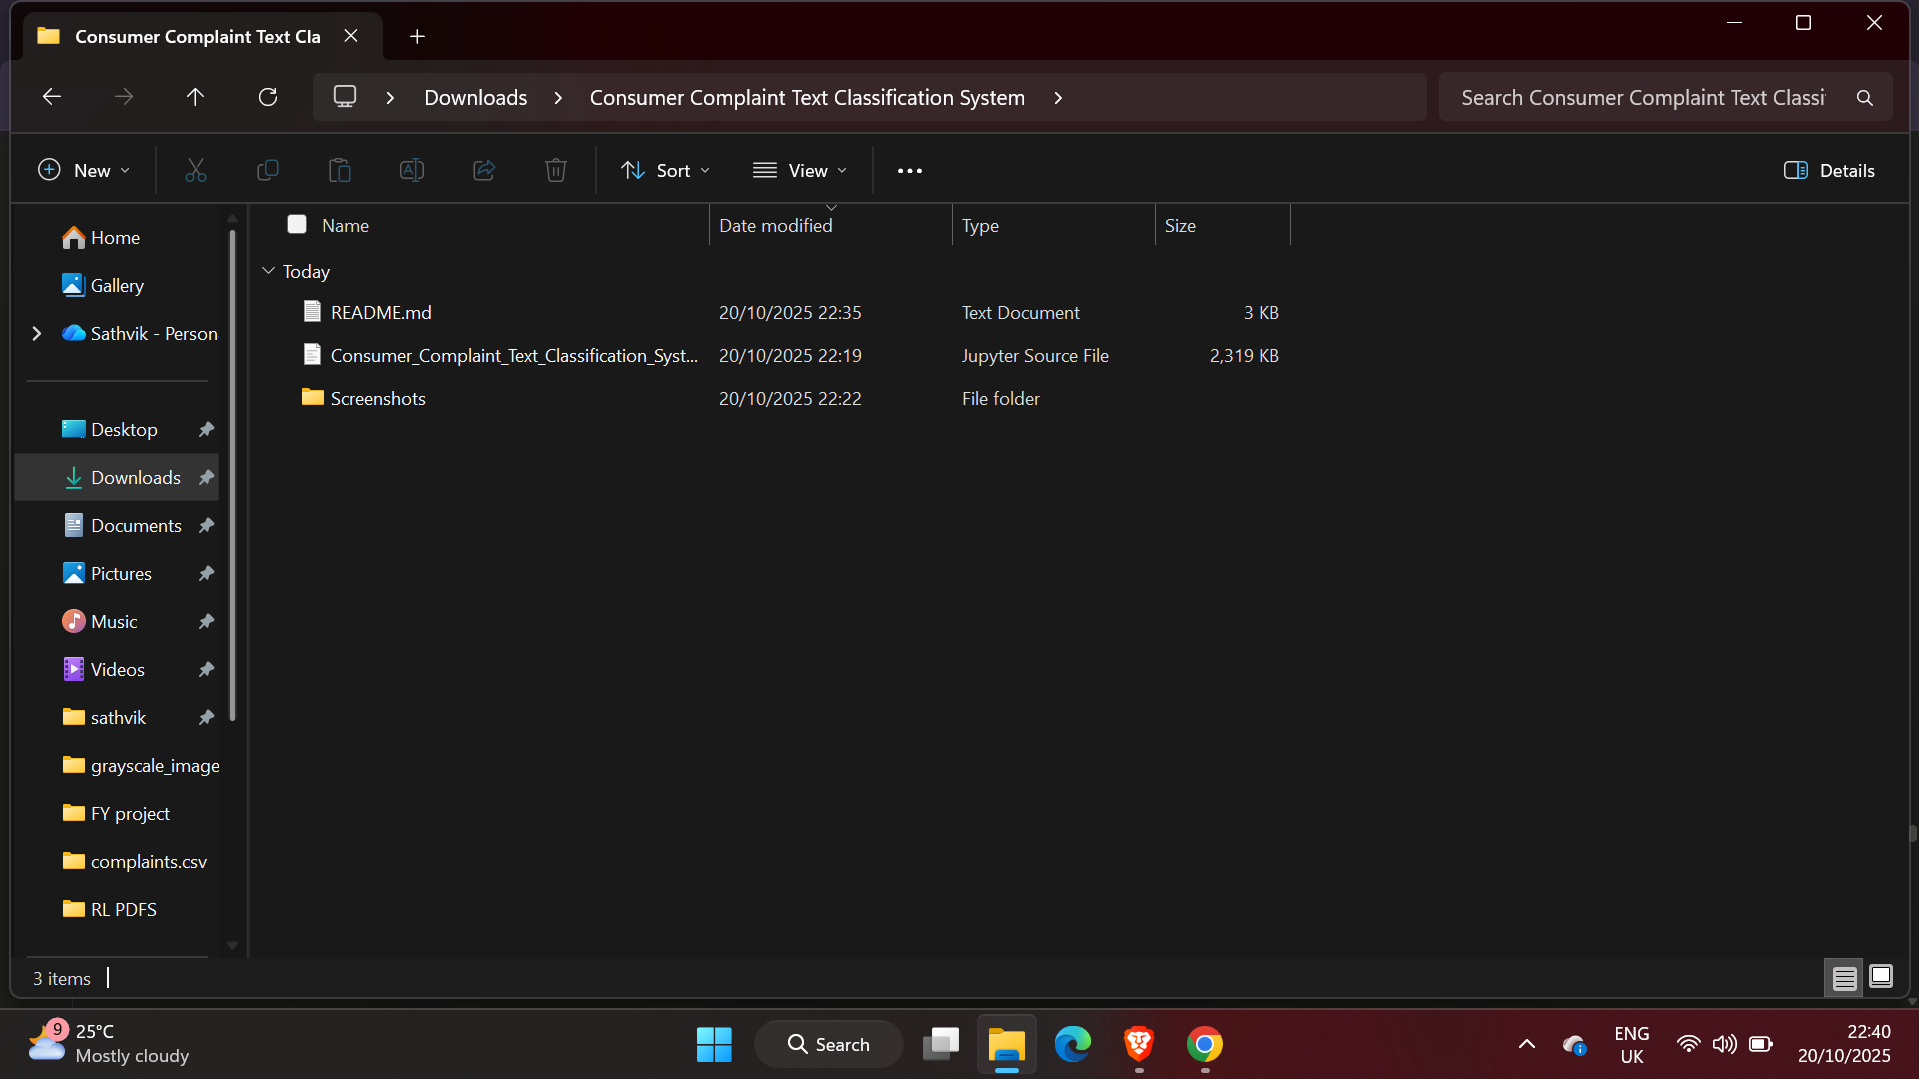 Consumer Complaint Text Cla
Downloads
Consumer Complaint Text Classification System
Search Consumer Complaint Text Classi
New
Sort
View
Details
Name
Date modified
Type
Size
Today
README.md 20/10/2025 22:35 Text Document 3 KB
Consumer_Complaint_Text_Classification_Syst... 20/10/2025 22:19 Jupyter Source File 2,319 KB
Screenshots 20/10/2025 22:22 File folder
Home
Gallery
Sathvik - Person
Desktop
Downloads
Documents
Pictures
Music
Videos
sathvik
grayscale_image
FY project
complaints.csv
RL PDFS
3 items
9
25°C
Mostly cloudy
Search
ENG
UK
22:40
20/10/2025